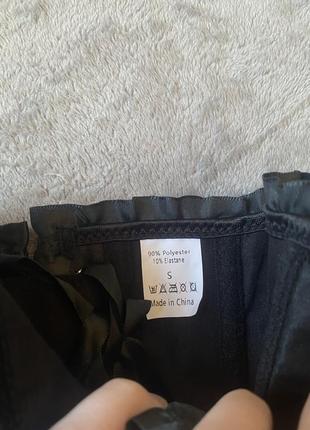 90% Polyester
10% Elastane
S
Made in China